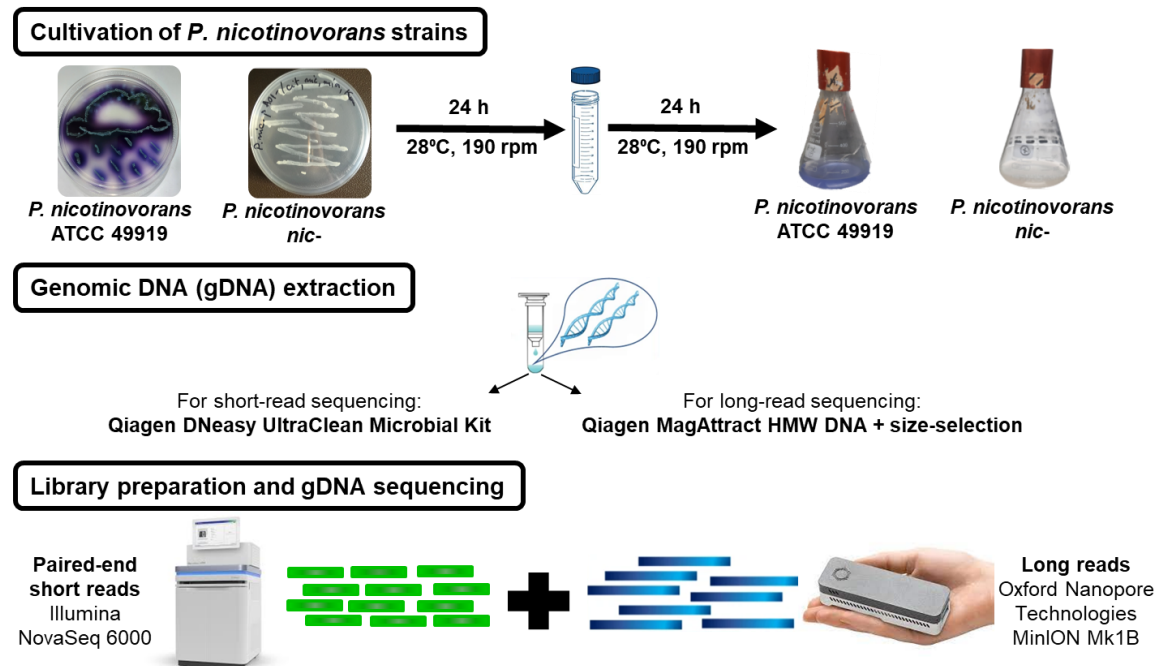 Cultivation of P. nicotinovorans strains
24 h
28ºC, 190 rpm
24 h
28ºC, 190 rpm
P. nicotinovorans
ATCC 49919
P. nicotinovorans
nic-
P. nicotinovorans
ATCC 49919
P. nicotinovorans
nic-
Genomic DNA (gDNA) extraction
For short-read sequencing:
Qiagen DNeasy UltraClean Microbial Kit
For long-read sequencing:
Qiagen MagAttract HMW DNA + size-selection
Library preparation and gDNA sequencing
Paired-end
short reads
Illumina
NovaSeq 6000
Long reads
Oxford Nanopore
Technologies
MinION Mk1B